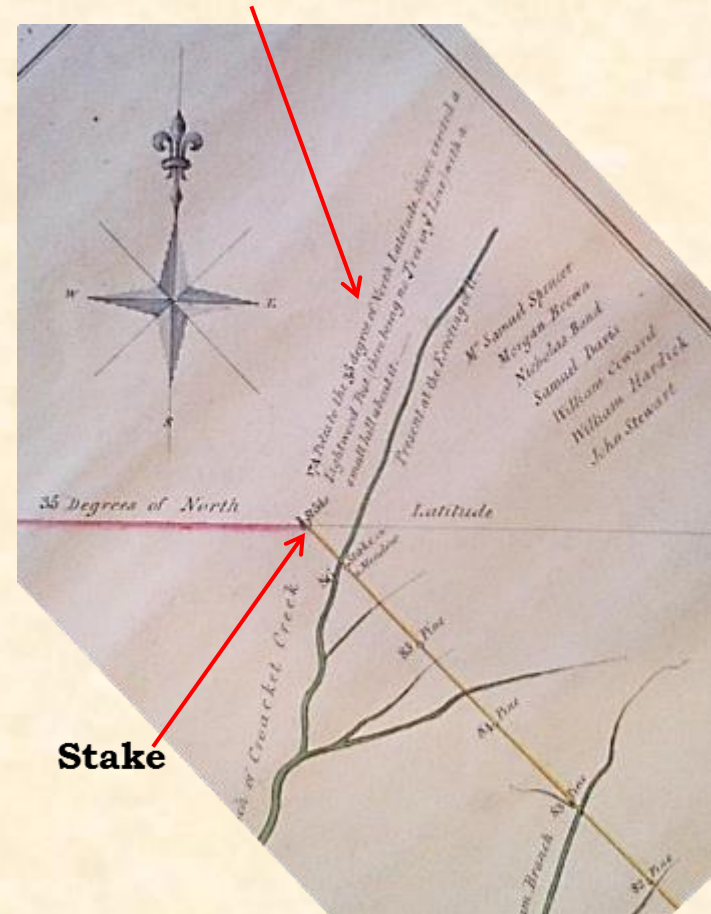 W
E
S
Poles to the 35 degree of North Latitude, there erected a
Lightwood Post, there being no Tree in yᵉ Line, with a
small hill about it.
Present at the Erecting of it.
Mr Samuel Spencer
Morgan Brown
Nicholas Bond
Samuel Davis
William Coward
William Hardick
John Stewart
35 Degrees of North Latitude
Stake in
Meadow
Croacket Creek
Pine
Pine
Pine
Branch
82 Pine
Stake